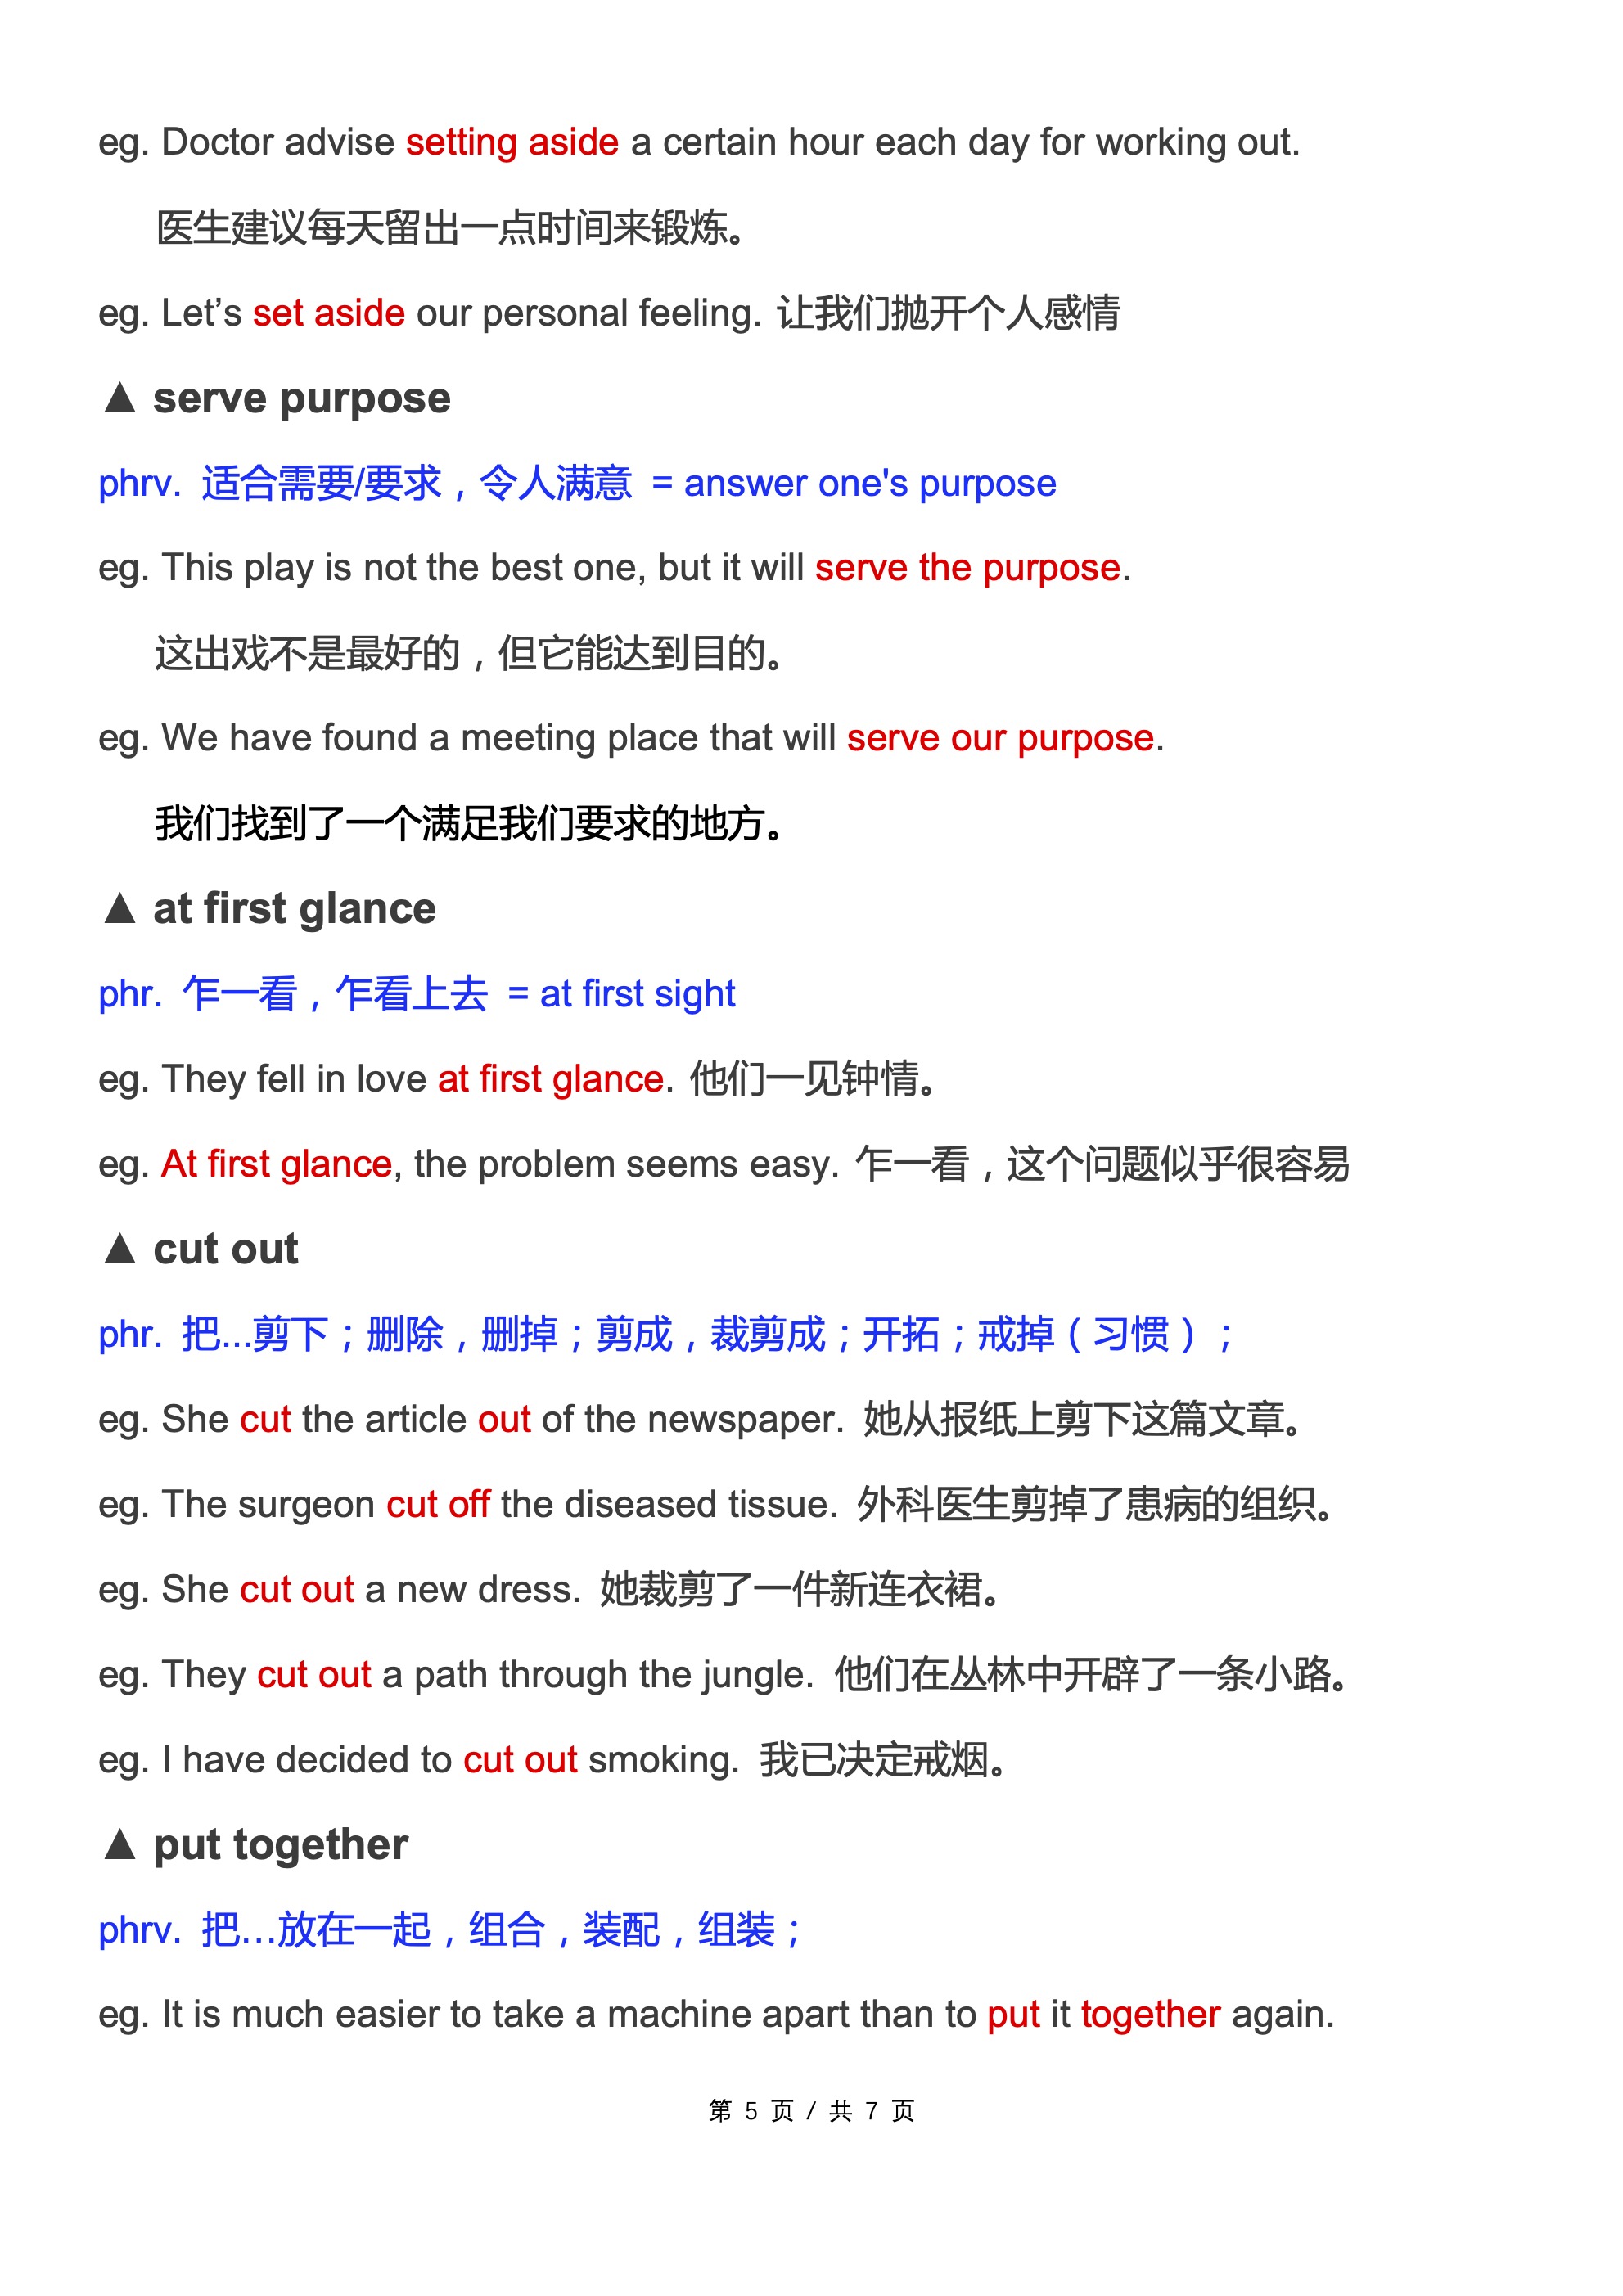 eg. Doctor advise setting aside a certain hour each day for working out.
医生建议每天留出一点时间来锻炼。
eg. Let’s set aside our personal feeling. 让我们抛开个人感情
▲ serve purpose
phrv. 适合需要/要求，令人满意 = answer one's purpose
eg. This play is not the best one, but it will serve the purpose.
这出戏不是最好的，但它能达到目的。
eg. We have found a meeting place that will serve our purpose.
我们找到了一个满足我们要求的地方。
▲ at first glance
phr. 乍一看，乍看上去 = at first sight
eg. They fell in love at first glance. 他们一见钟情。
eg. At first glance, the problem seems easy. 乍一看，这个问题似乎很容易
▲ cut out
phr. 把...剪下；删除，删掉；剪成，裁剪成；开拓；戒掉（习惯）；
eg. She cut the article out of the newspaper. 她从报纸上剪下这篇文章。
eg. The surgeon cut off the diseased tissue. 外科医生剪掉了患病的组织。
eg. She cut out a new dress. 她裁剪了一件新连衣裙。
eg. They cut out a path through the jungle. 他们在丛林中开辟了一条小路。
eg. I have decided to cut out smoking. 我已决定戒烟。
▲ put together
phrv. 把…放在一起，组合，装配，组装；
eg. It is much easier to take a machine apart than to put it together again.
第 5 页 / 共 7 页